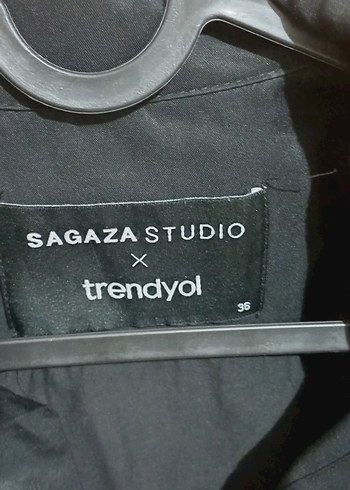 SAGAZA STUDIO
×
trendyol
36